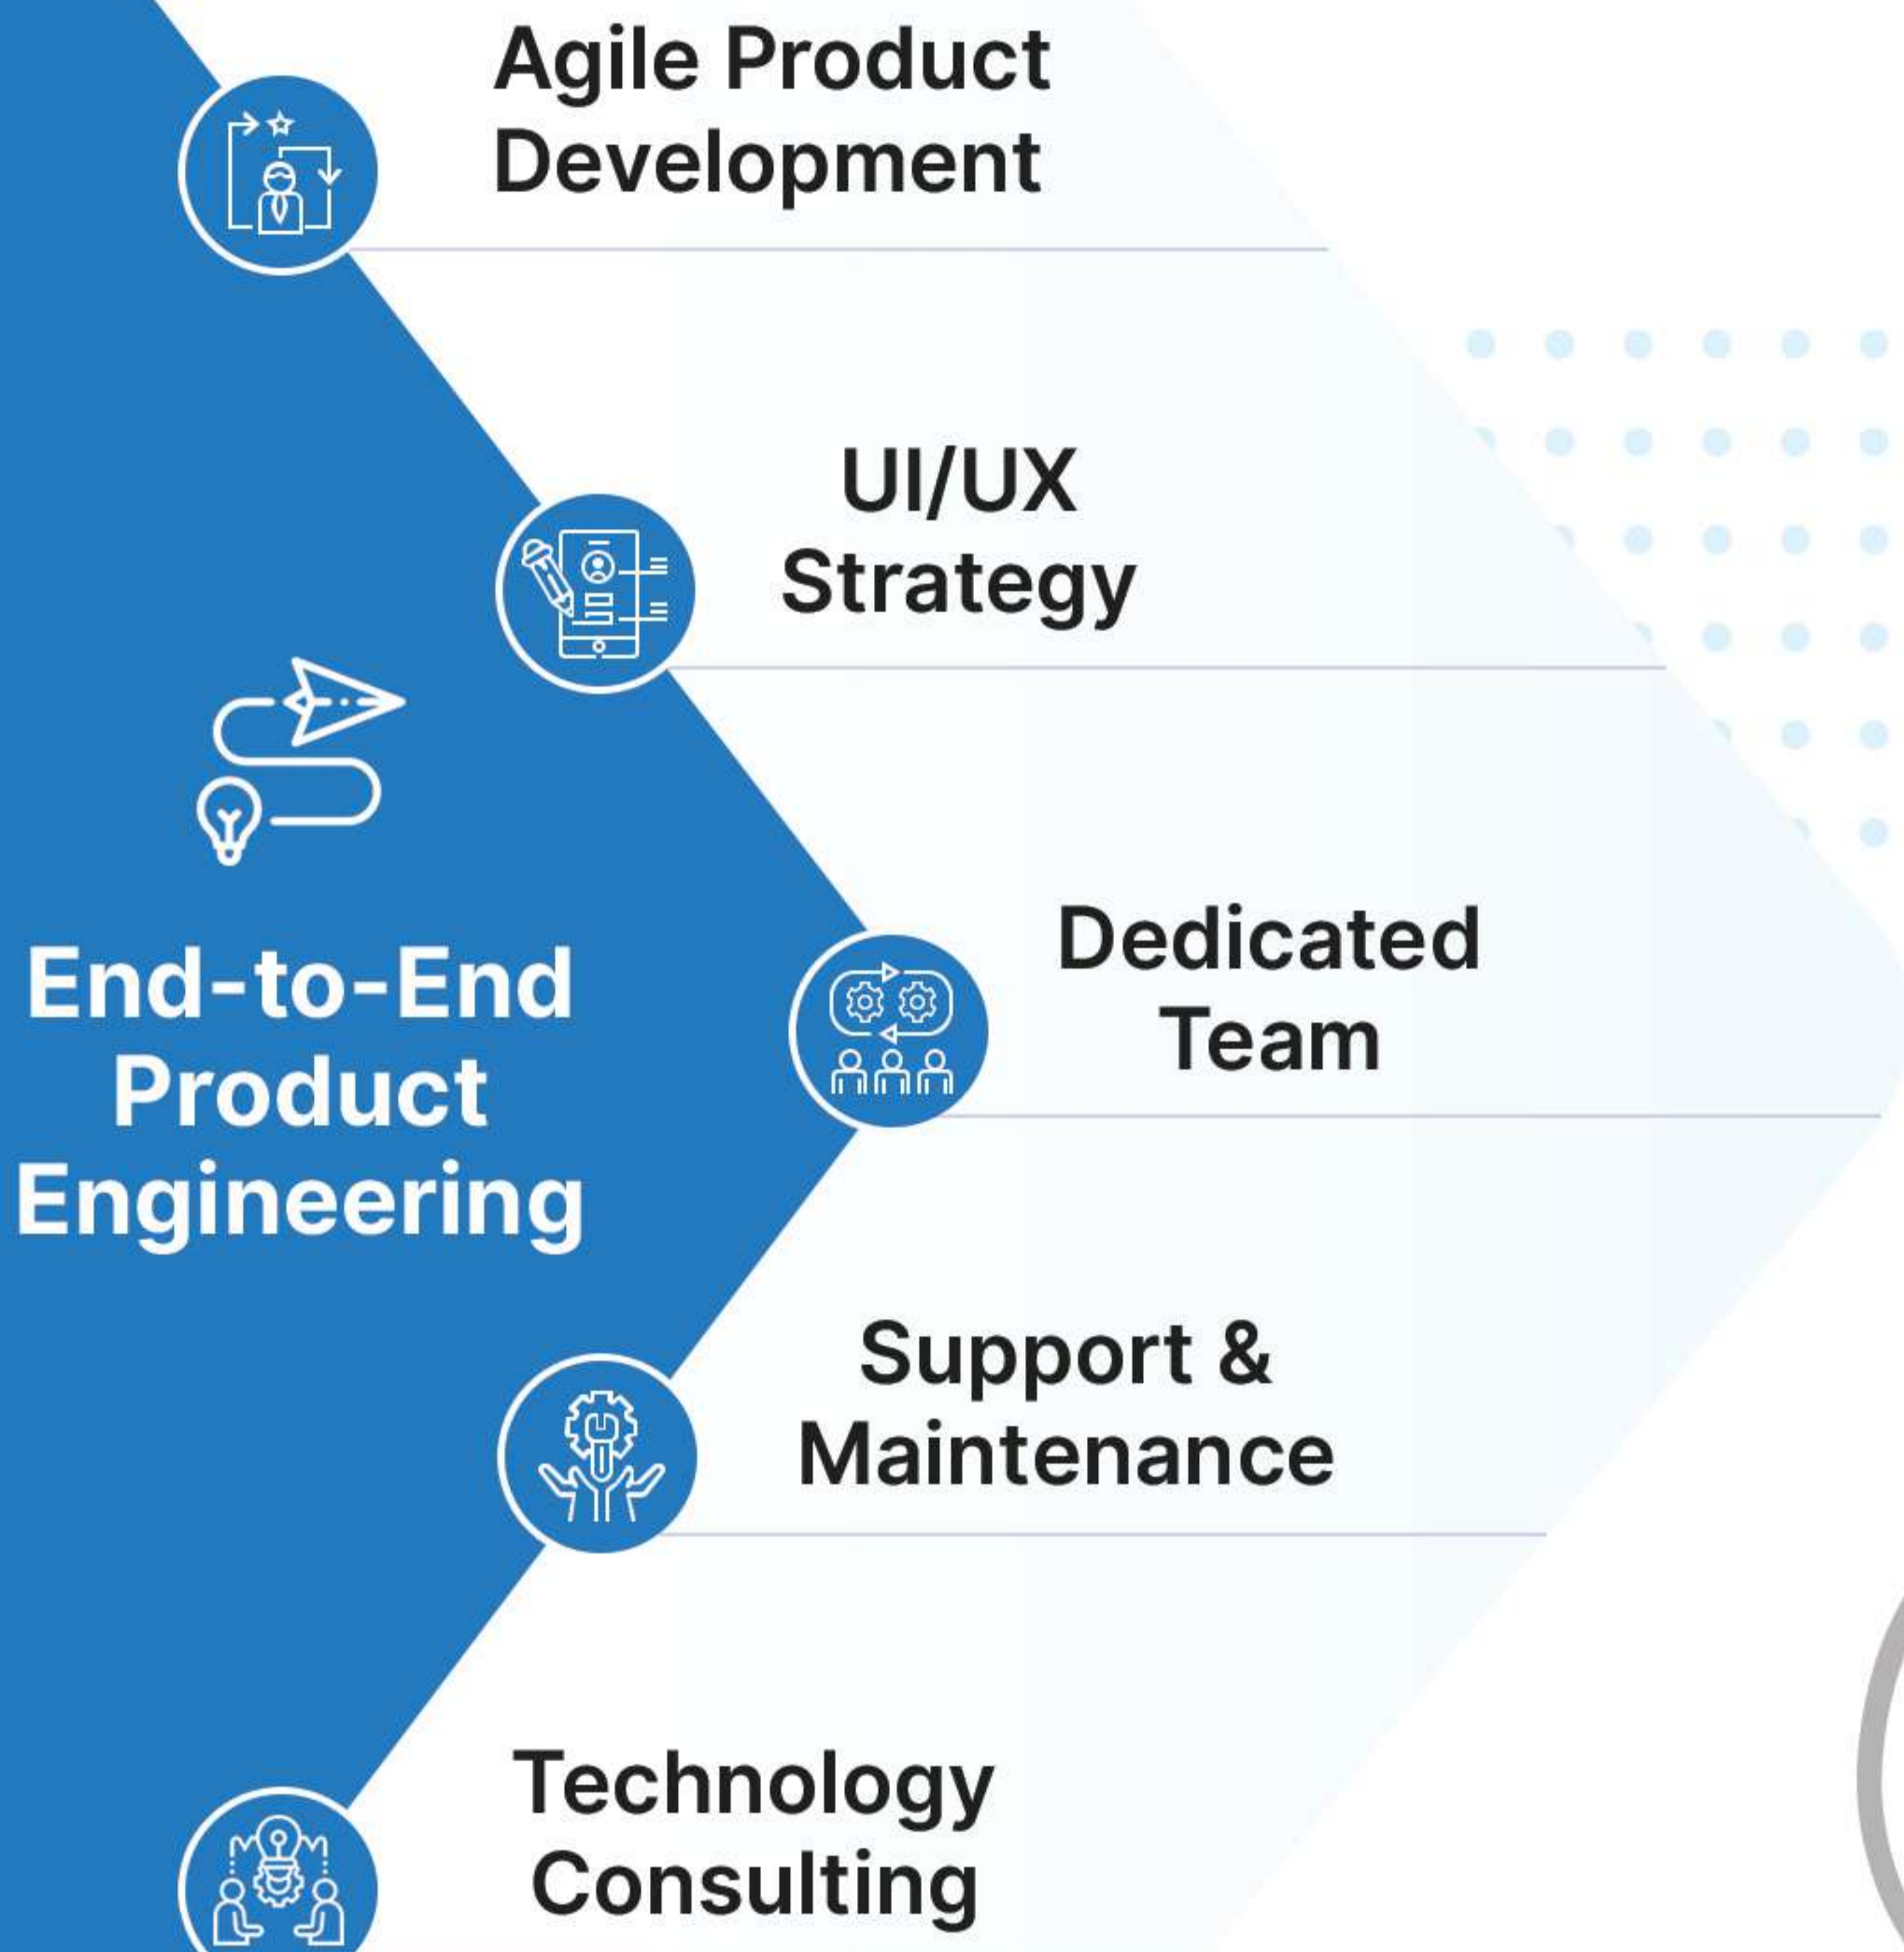 Agile Product
Development
UI/UX
Strategy
End-to-End
Product
Engineering
Dedicated
Team
Support &
Maintenance
Technology
Consulting